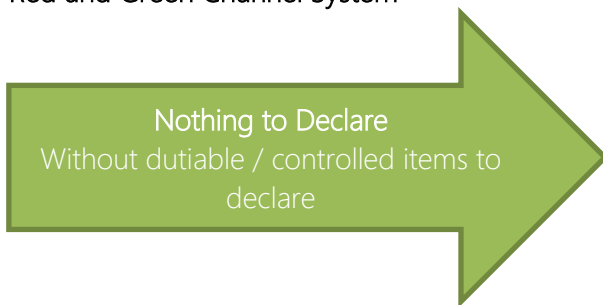 Red and Green Channel System
Nothing to Declare
Without dutiable / controlled items to
declare